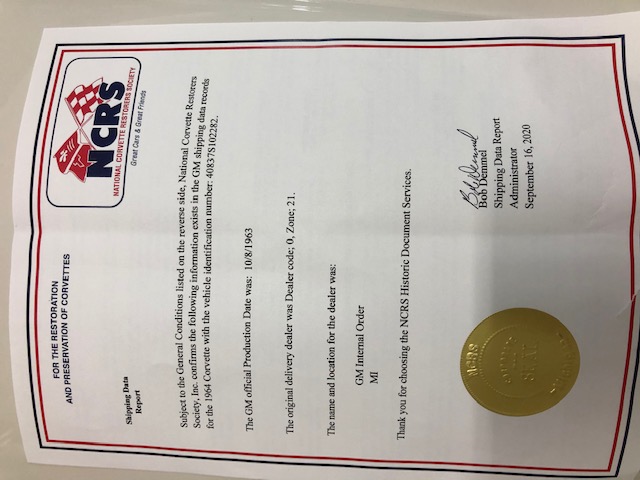 NCRS
NATIONAL CORVETTE RESTORERS SOCIETY
Great Cars & Great Friends
FOR THE RESTORATION
AND PRESERVATION OF CORVETTES
Shipping Data
Report
Subject to the General Conditions listed on the reverse side, National Corvette Restorers
Society, Inc. confirms the following information exists in the GM shipping data records
for the 1964 Corvette with the vehicle identification number: 40837S102282.
The GM official Production Date was: 10/8/1963
The original delivery dealer was Dealer code; 0, Zone; 21.
The name and location for the dealer was:
GM Internal Order
MI
Thank you for choosing the NCRS Historic Document Services.
Bob Demmel
Bob Demmel
Shipping Data Report
Administrator
September 16, 2020
NCRS